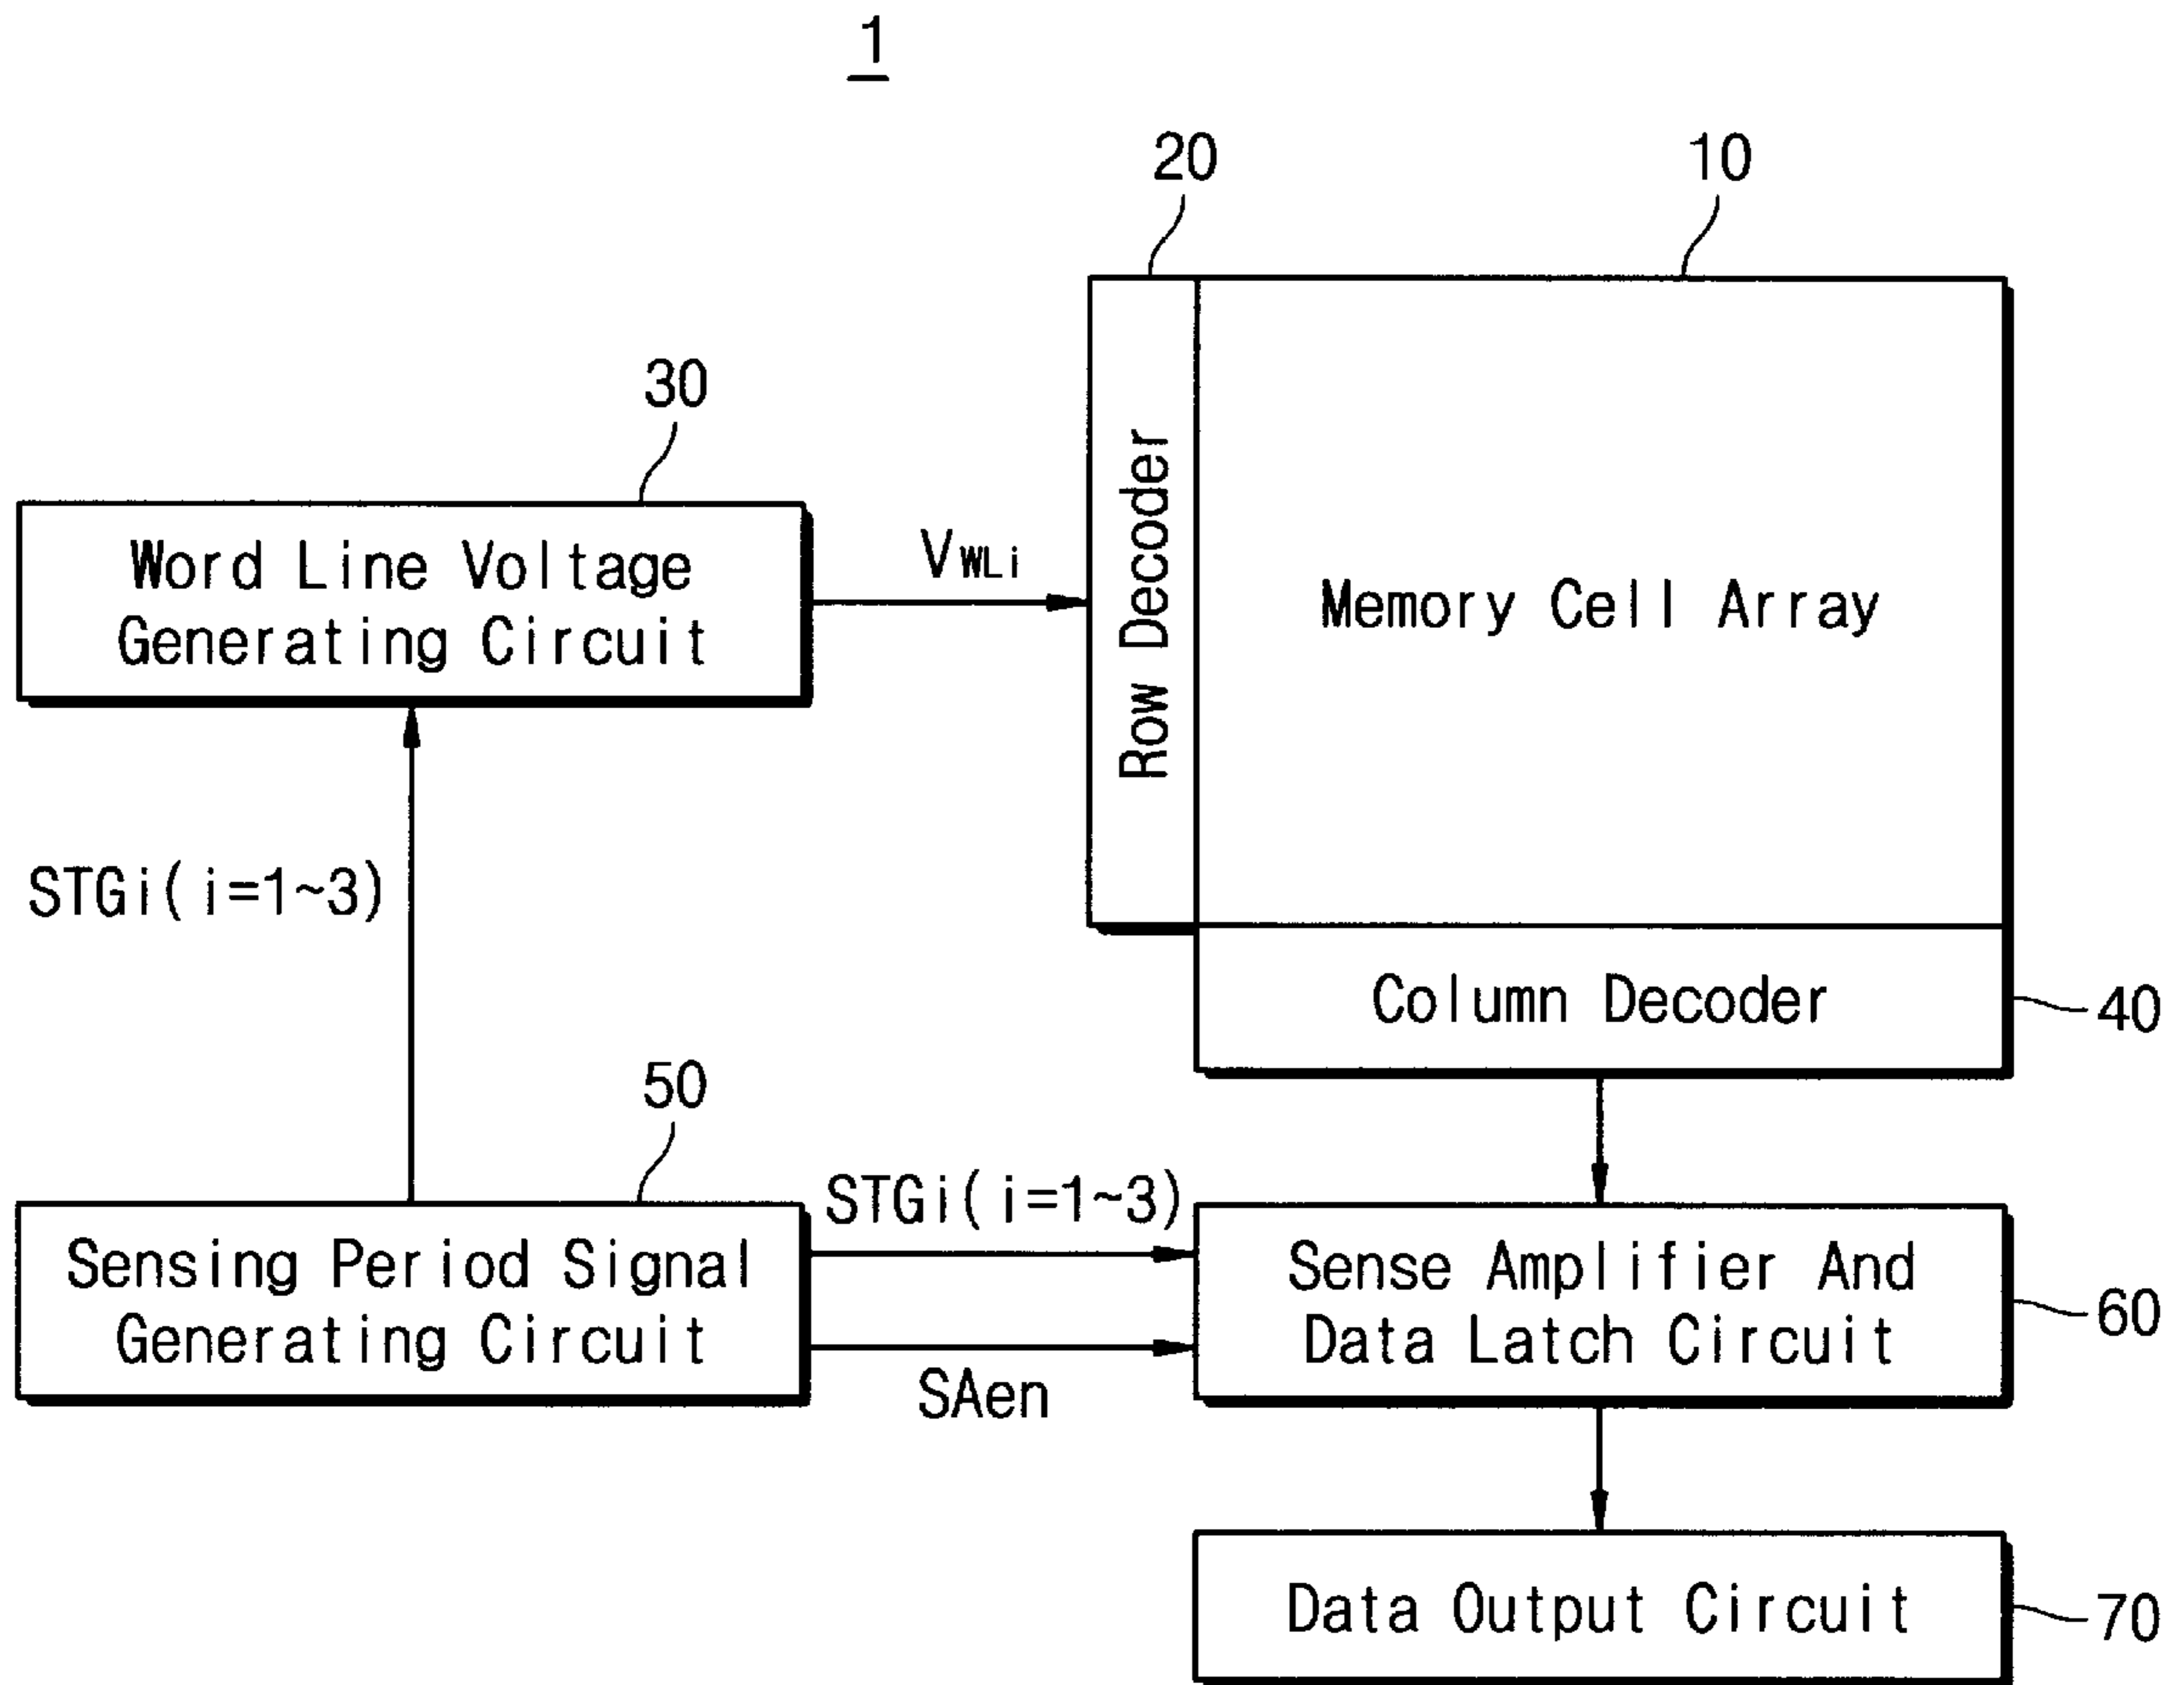 1
20
10
30
Word Line Voltage
Generating Circuit
VWLi
Row Decoder
Memory Cell Array
STGi(i=1~3)
Column Decoder
40
50
STGi(i=1~3)
Sensing Period Signal
Generating Circuit
SAen
Sense Amplifier And
Data Latch Circuit
60
Data Output Circuit
70